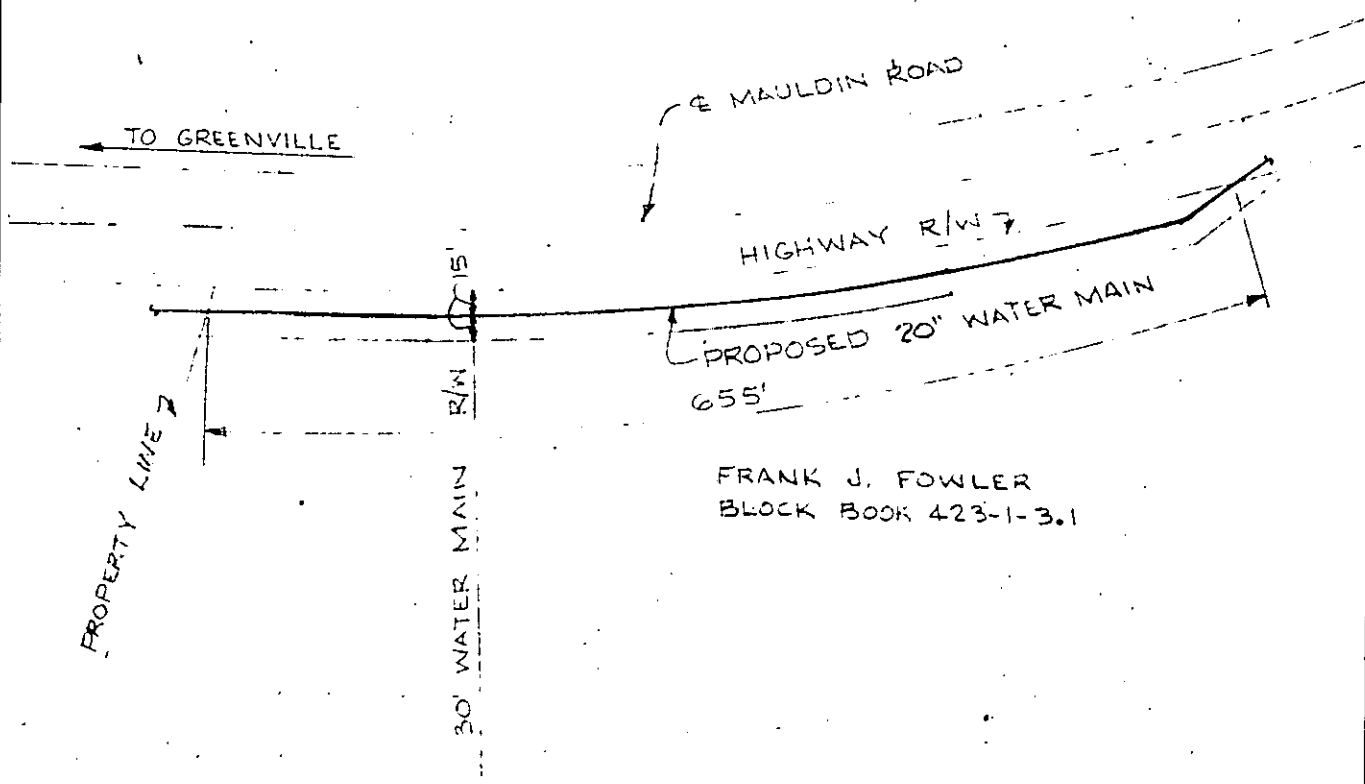 ℄ MAULDIN ROAD
TO GREENVILLE
HIGHWAY R/W
15'
PROPOSED 20" WATER MAIN
655'
PROPERTY LINE
30' WATER MAIN R/W
FRANK J. FOWLER
BLOCK BOOK 423-1-3.1